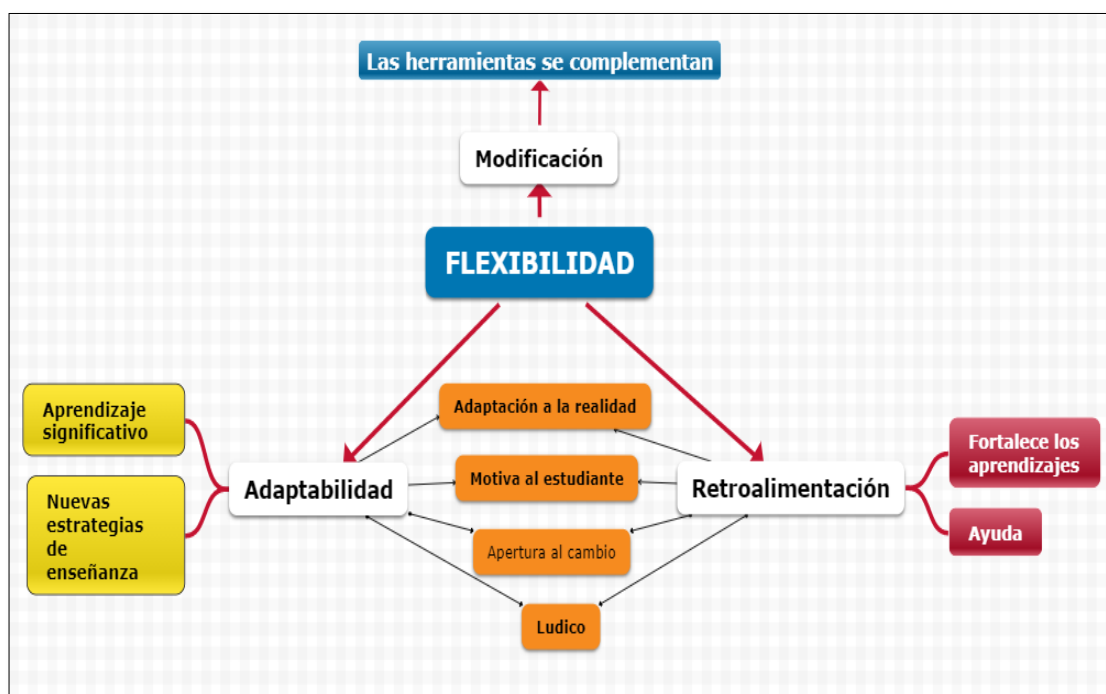 Las herramientas se complementan
Modificación
FLEXIBILIDAD
Aprendizaje
significativo
Nuevas
estrategias
de
enseñanza
Adaptabilidad
Adaptación a la realidad
Motiva al estudiante
Apertura al cambio
Ludico
Retroalimentación
Fortalece los
aprendizajes
Ayuda